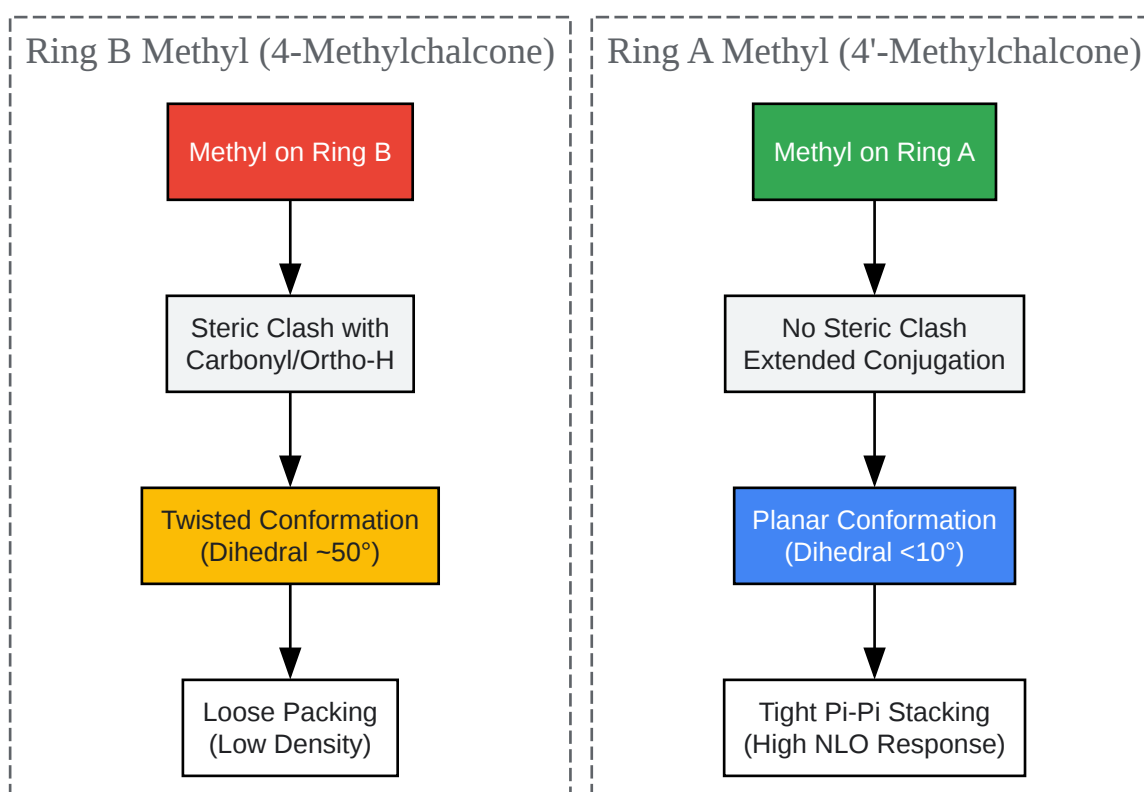 Ring B Methyl (4-Methylchalcone)
Methyl on Ring B
Steric Clash with
Carbonyl/Ortho-H
Twisted Conformation
(Dihedral ~50°)
Loose Packing
(Low Density)
Ring A Methyl (4'-Methylchalcone)
Methyl on Ring A
No Steric Clash
Extended Conjugation
Planar Conformation
(Dihedral <10°)
Tight Pi-Pi Stacking
(High NLO Response)